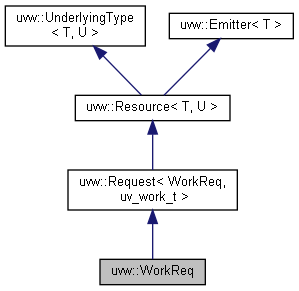 uvw::UnderlyingType
< T, U >
uvw::Emitter< T >
uvw::Resource< T, U >
uvw::Request< WorkReq,
uv_work_t >
uvw::WorkReq